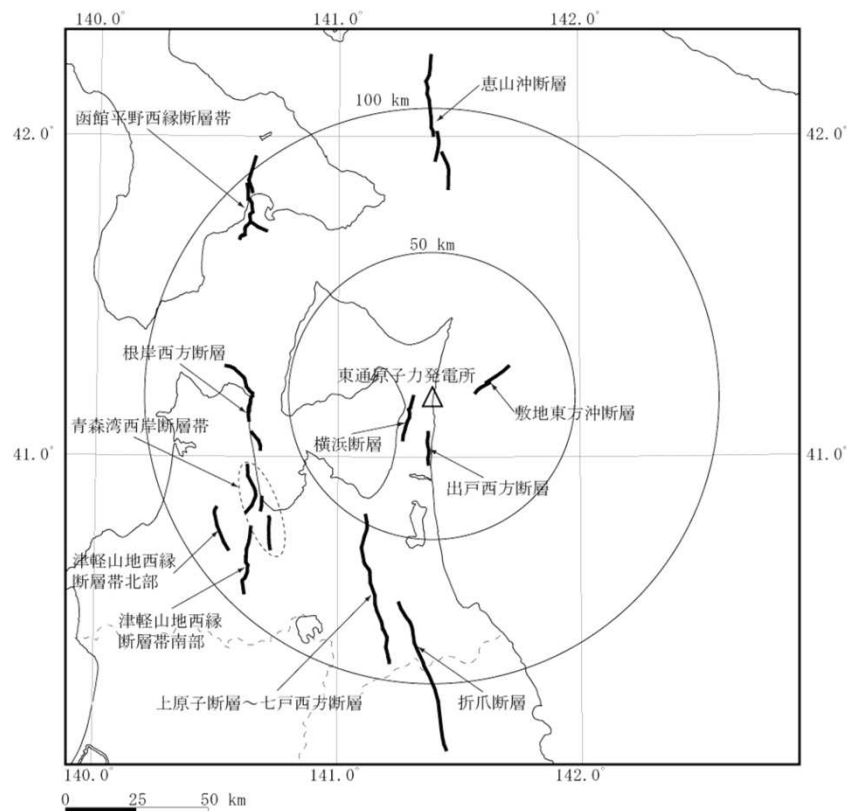 140.0°
141.0°
142.0°
恵山沖断層
100 km
函館平野西縁断層帯
42.0°
42.0°
50 km
根岸西方断層
東通原子力発電所
敷地東方沖断層
青森湾西岸断層帯
横浜断層
41.0°
41.0°
出戸西方断層
津軽山地西縁
断層帯北部
津軽山地西縁
断層帯南部
上原子断層~七戸西方断層
折爪断層
140.0°
141.0°
142.0°
0 25 50 km